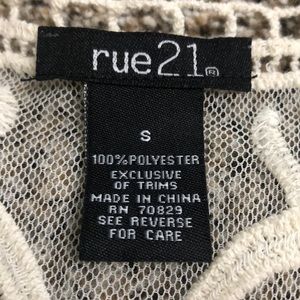 rue21®
S
100%POLYESTER
EXCLUSIVE
OF TRIMS
MADE IN CHINA
RN 70829
SEE REVERSE
FOR CARE